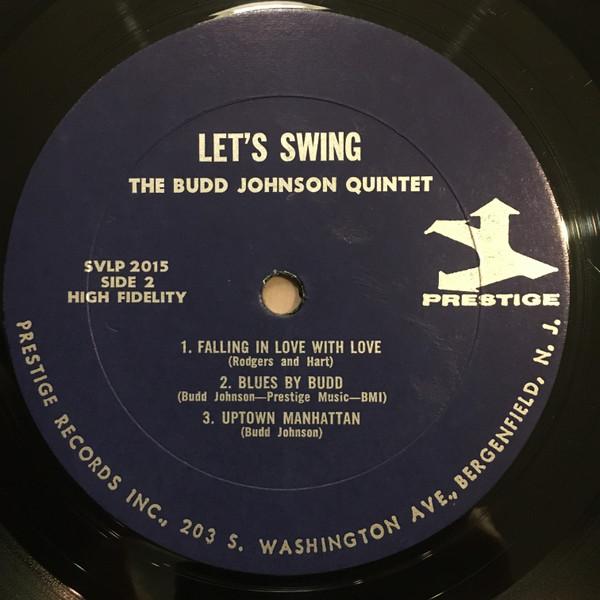 LET'S SWING
THE BUDD JOHNSON QUINTET
SVLP 2015
SIDE 2
HIGH FIDELITY
PRESTIGE
1. FALLING IN LOVE WITH LOVE
(Rodgers and Hart)
2. BLUES BY BUDD
(Budd Johnson—Prestige Music—BMI)
3. UPTOWN MANHATTAN
(Budd Johnson)
PRESTIGE RECORDS INC., 203 S. WASHINGTON AVE., BERGENFIELD, N. J.